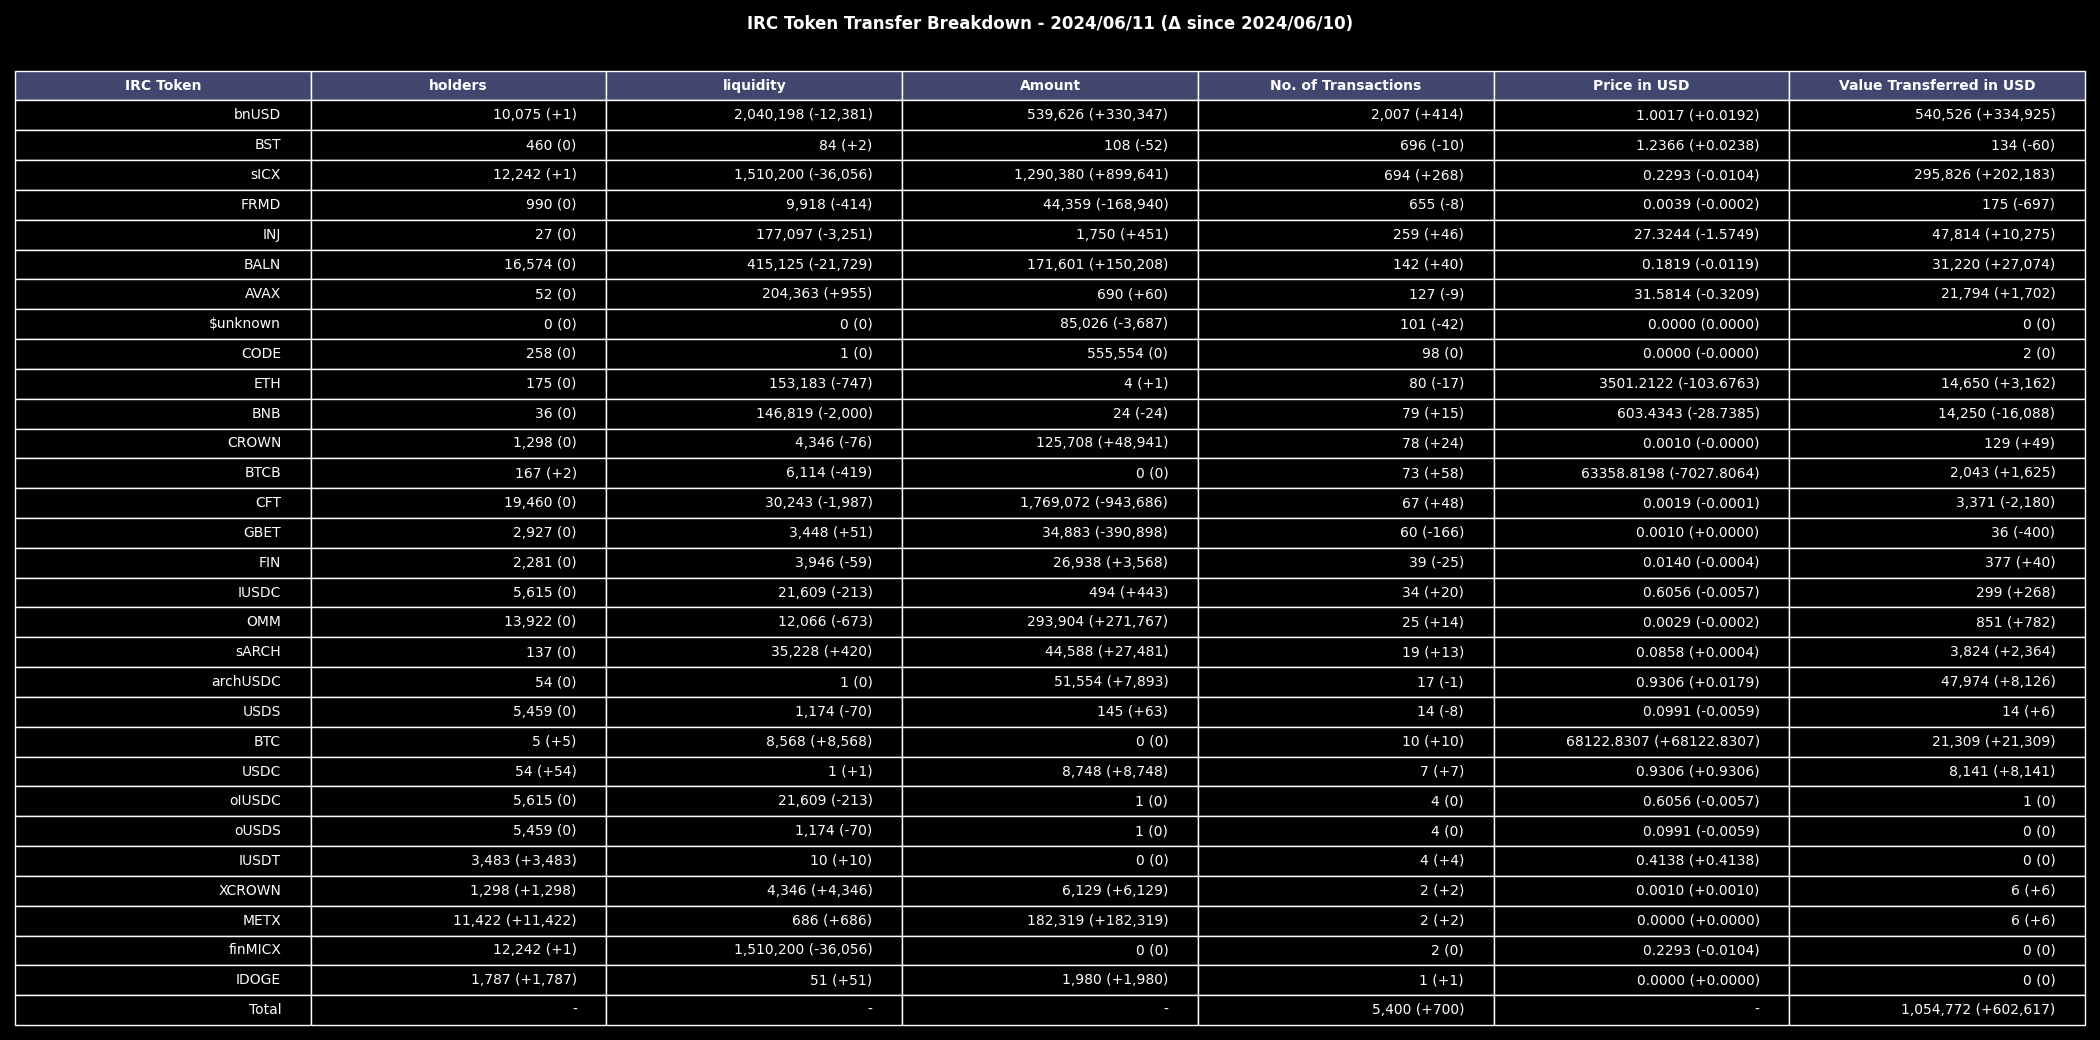 IRC Token Transfer Breakdown - 2024/06/11 (Δ since 2024/06/10)
IRC Token holders liquidity Amount No. of Transactions Price in USD Value Transferred in USD
bnUSD 10,075 (+1) 2,040,198 (-12,381) 539,626 (+330,347) 2,007 (+414) 1.0017 (+0.0192) 540,526 (+334,925)
BST 460 (0) 84 (+2) 108 (-52) 696 (-10) 1.2366 (+0.0238) 134 (-60)
sICX 12,242 (+1) 1,510,200 (-36,056) 1,290,380 (+899,641) 694 (+268) 0.2293 (-0.0104) 295,826 (+202,183)
FRMD 990 (0) 9,918 (-414) 44,359 (-168,940) 655 (-8) 0.0039 (-0.0002) 175 (-697)
INJ 27 (0) 177,097 (-3,251) 1,750 (+451) 259 (+46) 27.3244 (-1.5749) 47,814 (+10,275)
BALN 16,574 (0) 415,125 (-21,729) 171,601 (+150,208) 142 (+40) 0.1819 (-0.0119) 31,220 (+27,074)
AVAX 52 (0) 204,363 (+955) 690 (+60) 127 (-9) 31.5814 (-0.3209) 21,794 (+1,702)
$unknown 0 (0) 0 (0) 85,026 (-3,687) 101 (-42) 0.0000 (0.0000) 0 (0)
CODE 258 (0) 1 (0) 555,554 (0) 98 (0) 0.0000 (-0.0000) 2 (0)
ETH 175 (0) 153,183 (-747) 4 (+1) 80 (-17) 3501.2122 (-103.6763) 14,650 (+3,162)
BNB 36 (0) 146,819 (-2,000) 24 (-24) 79 (+15) 603.4343 (-28.7385) 14,250 (-16,088)
CROWN 1,298 (0) 4,346 (-76) 125,708 (+48,941) 78 (+24) 0.0010 (-0.0000) 129 (+49)
BTCB 167 (+2) 6,114 (-419) 0 (0) 73 (+58) 63358.8198 (-7027.8064) 2,043 (+1,625)
CFT 19,460 (0) 30,243 (-1,987) 1,769,072 (-943,686) 67 (+48) 0.0019 (-0.0001) 3,371 (-2,180)
GBET 2,927 (0) 3,448 (+51) 34,883 (-390,898) 60 (-166) 0.0010 (+0.0000) 36 (-400)
FIN 2,281 (0) 3,946 (-59) 26,938 (+3,568) 39 (-25) 0.0140 (-0.0004) 377 (+40)
IUSDC 5,615 (0) 21,609 (-213) 494 (+443) 34 (+20) 0.6056 (-0.0057) 299 (+268)
OMM 13,922 (0) 12,066 (-673) 293,904 (+271,767) 25 (+14) 0.0029 (-0.0002) 851 (+782)
sARCH 137 (0) 35,228 (+420) 44,588 (+27,481) 19 (+13) 0.0858 (+0.0004) 3,824 (+2,364)
archUSDC 54 (0) 1 (0) 51,554 (+7,893) 17 (-1) 0.9306 (+0.0179) 47,974 (+8,126)
USDS 5,459 (0) 1,174 (-70) 145 (+63) 14 (-8) 0.0991 (-0.0059) 14 (+6)
BTC 5 (+5) 8,568 (+8,568) 0 (0) 10 (+10) 68122.8307 (+68122.8307) 21,309 (+21,309)
USDC 54 (+54) 1 (+1) 8,748 (+8,748) 7 (+7) 0.9306 (+0.9306) 8,141 (+8,141)
oIUSDC 5,615 (0) 21,609 (-213) 1 (0) 4 (0) 0.6056 (-0.0057) 1 (0)
oUSDS 5,459 (0) 1,174 (-70) 1 (0) 4 (0) 0.0991 (-0.0059) 0 (0)
IUSDT 3,483 (+3,483) 10 (+10) 0 (0) 4 (+4) 0.4138 (+0.4138) 0 (0)
XCROWN 1,298 (+1,298) 4,346 (+4,346) 6,129 (+6,129) 2 (+2) 0.0010 (+0.0010) 6 (+6)
METX 11,422 (+11,422) 686 (+686) 182,319 (+182,319) 2 (+2) 0.0000 (+0.0000) 6 (+6)
finMICX 12,242 (+1) 1,510,200 (-36,056) 0 (0) 2 (0) 0.2293 (-0.0104) 0 (0)
IDOGE 1,787 (+1,787) 51 (+51) 1,980 (+1,980) 1 (+1) 0.0000 (+0.0000) 0 (0)
Total - - - 5,400 (+700) - 1,054,772 (+602,617)